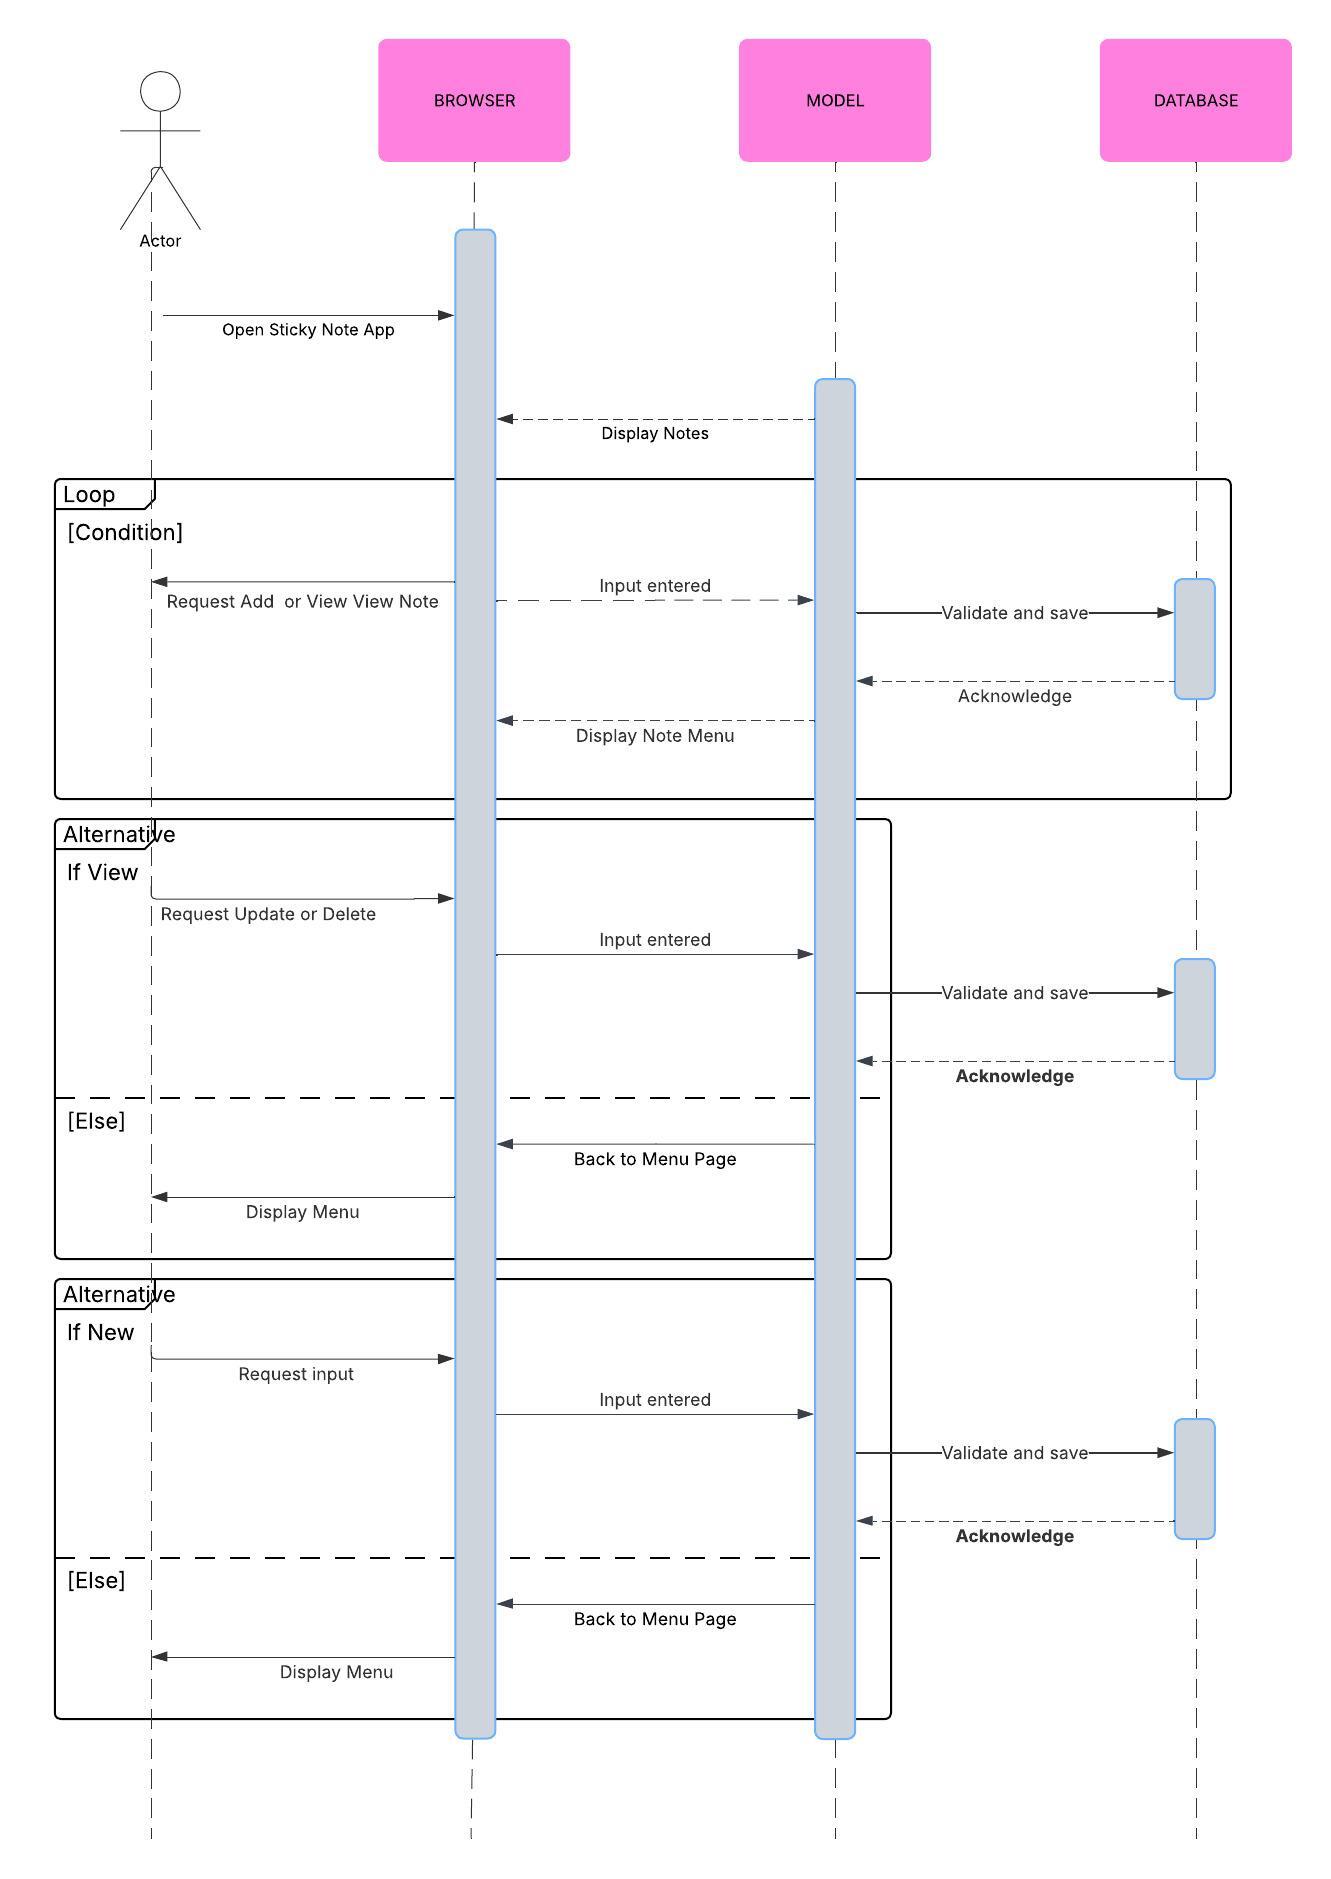 BROWSER
MODEL
DATABASE
Actor
Open Sticky Note App
Display Notes
Loop
[Condition]
Request Add  or View View Note
Input entered
Validate and save
Acknowledge
Display Note Menu
Alternative
If View
Request Update or Delete
Input entered
Validate and save
Acknowledge
[Else]
Back to Menu Page
Display Menu
Alternative
If New
Request input
Input entered
Validate and save
Acknowledge
[Else]
Back to Menu Page
Display Menu